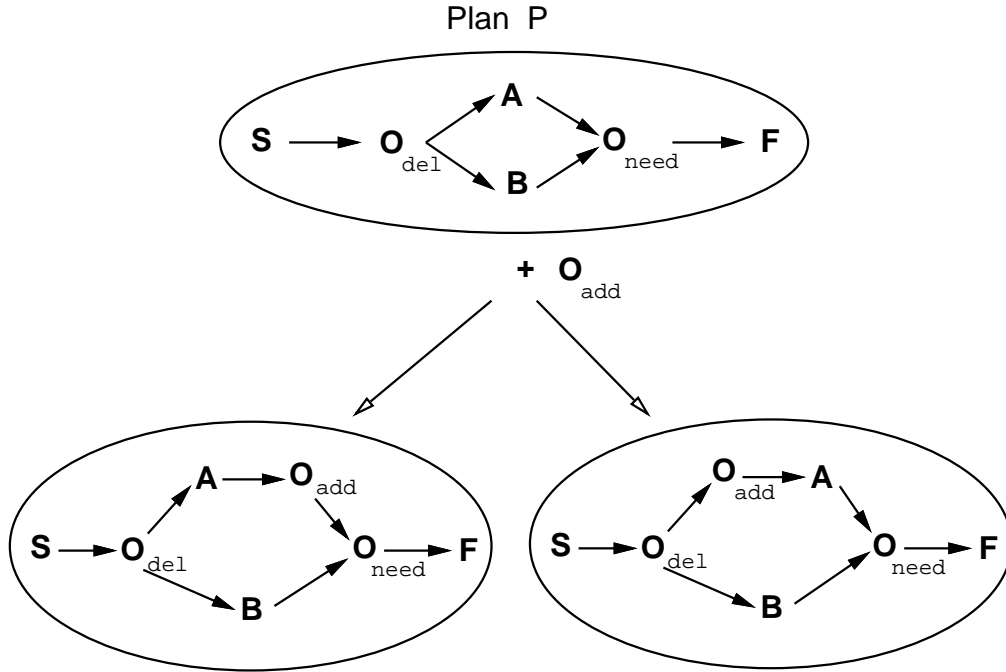 Plan P
A
S O del O need F
B
+ O add
A O add
S O del O need F
B
O add A
S O del O need F
B